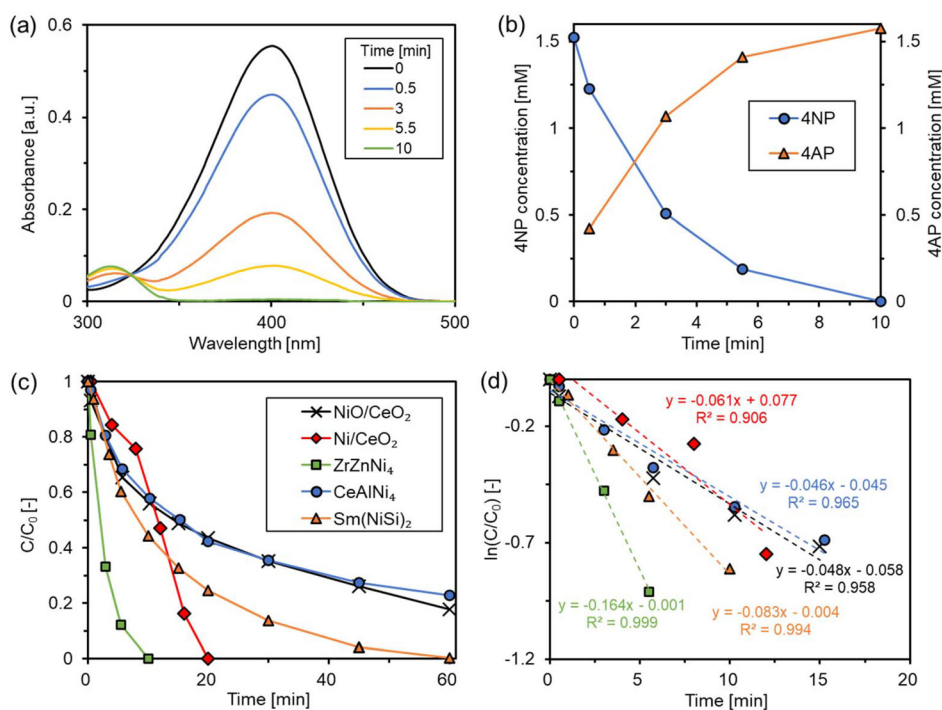 (a)
Absorbance [a.u.]
0.6
0.4
0.2
0
Time [min]
0
0.5
3
5.5
10
300
400
500
Wavelength [nm]
(b)
4NP concentration [mM]
1.5
1
0.5
0
4NP
4AP
1.5
1
0.5
0
4AP concentration [mM]
0
2
4
6
8
10
Time [min]
(c)
C/C₀ [-]
1
0.8
0.6
0.4
0.2
0
NiO/CeO₂
Ni/CeO₂
ZrZnNi₄
CeAlNi₄
Sm(NiSi)₂
0
20
40
60
Time [min]
(d)
ln(C/C₀) [-]
-0.2
-0.7
-1.2
y = -0.061x + 0.077
R² = 0.906
y = -0.046x - 0.045
R² = 0.965
y = -0.048x - 0.058
R² = 0.958
y = -0.164x - 0.001
R² = 0.999
y = -0.083x - 0.004
R² = 0.994
0
5
10
15
20
Time [min]